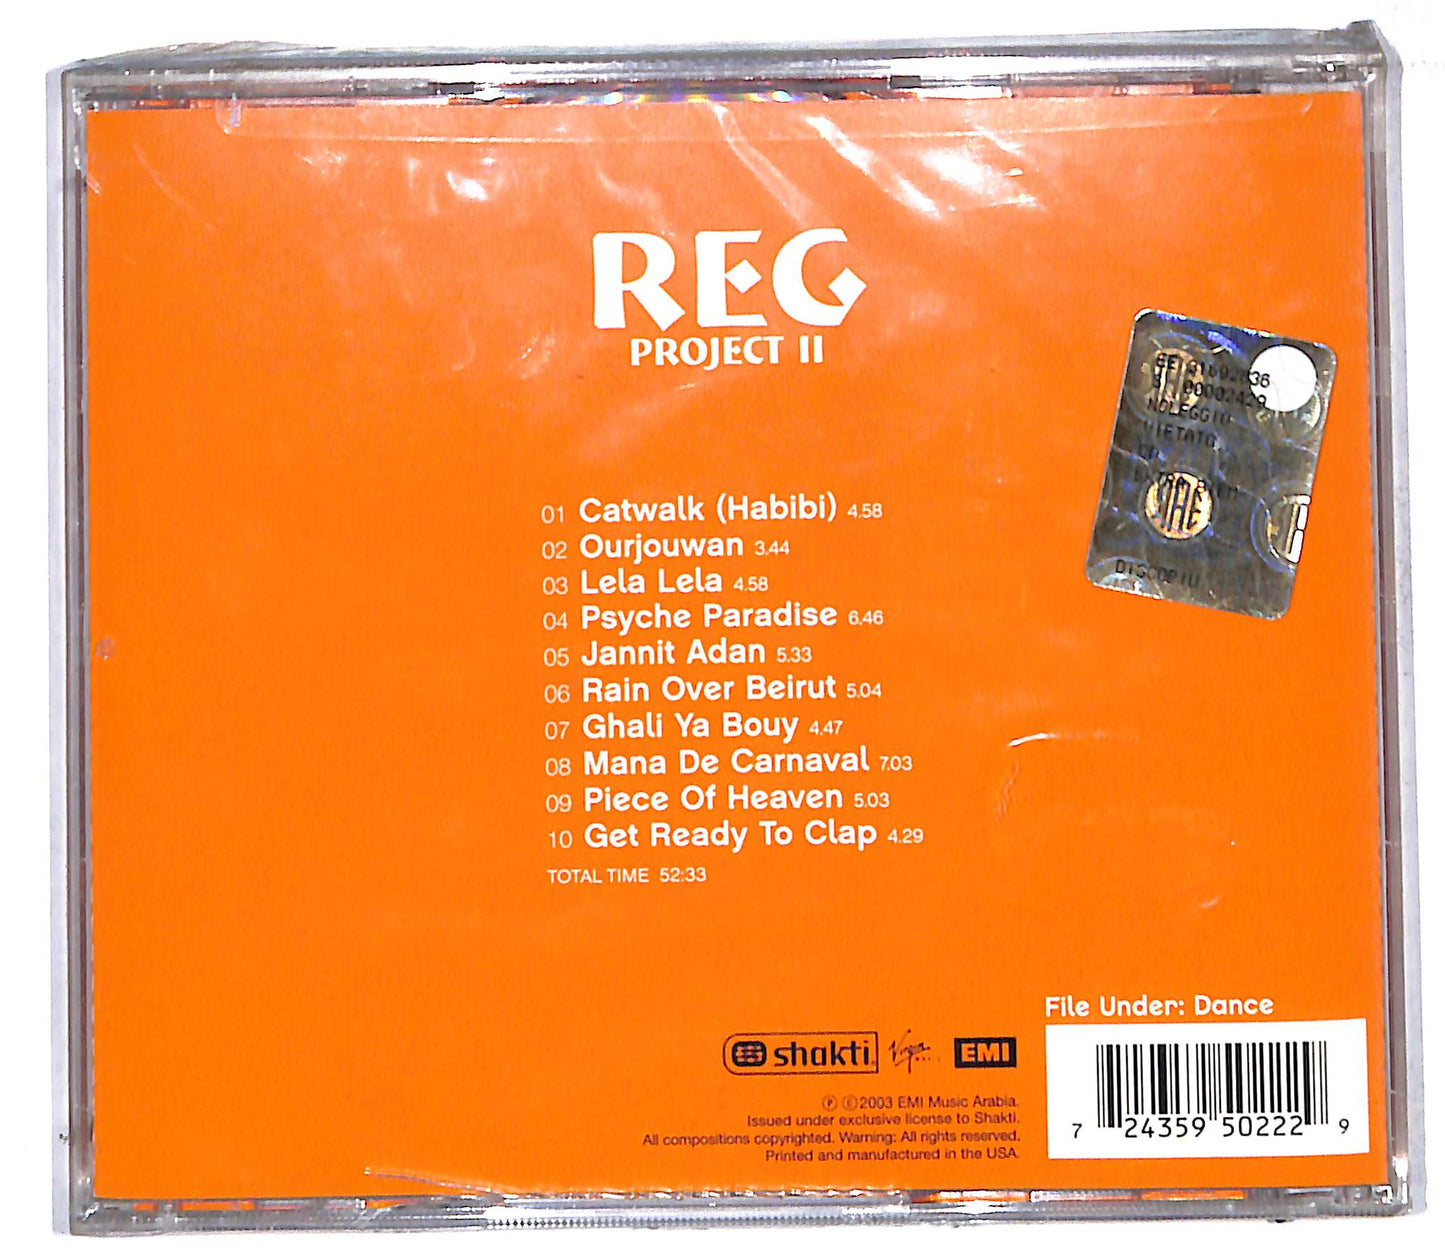 REG
PROJECT II
NOLEGGIO
VIETATO
01 Catwalk (Habibi) 4.58
02 Ourjouwan 3.44
03 Lela Lela 4.58
04 Psyche Paradise 6.46
05 Jannit Adan 5.33
06 Rain Over Beirut 5.04
07 Ghali Ya Bouy 4.47
08 Mana De Carnaval 7.03
09 Piece Of Heaven 5.03
10 Get Ready To Clap 4.29
TOTAL TIME 52:33
File Under: Dance
shakti Virgin EMI
℗ ©2003 EMI Music Arabia.
Issued under exclusive license to Shakti.
All compositions copyrighted. Warning: All rights reserved.
Printed and manufactured in the USA.
7 24359 50222 9